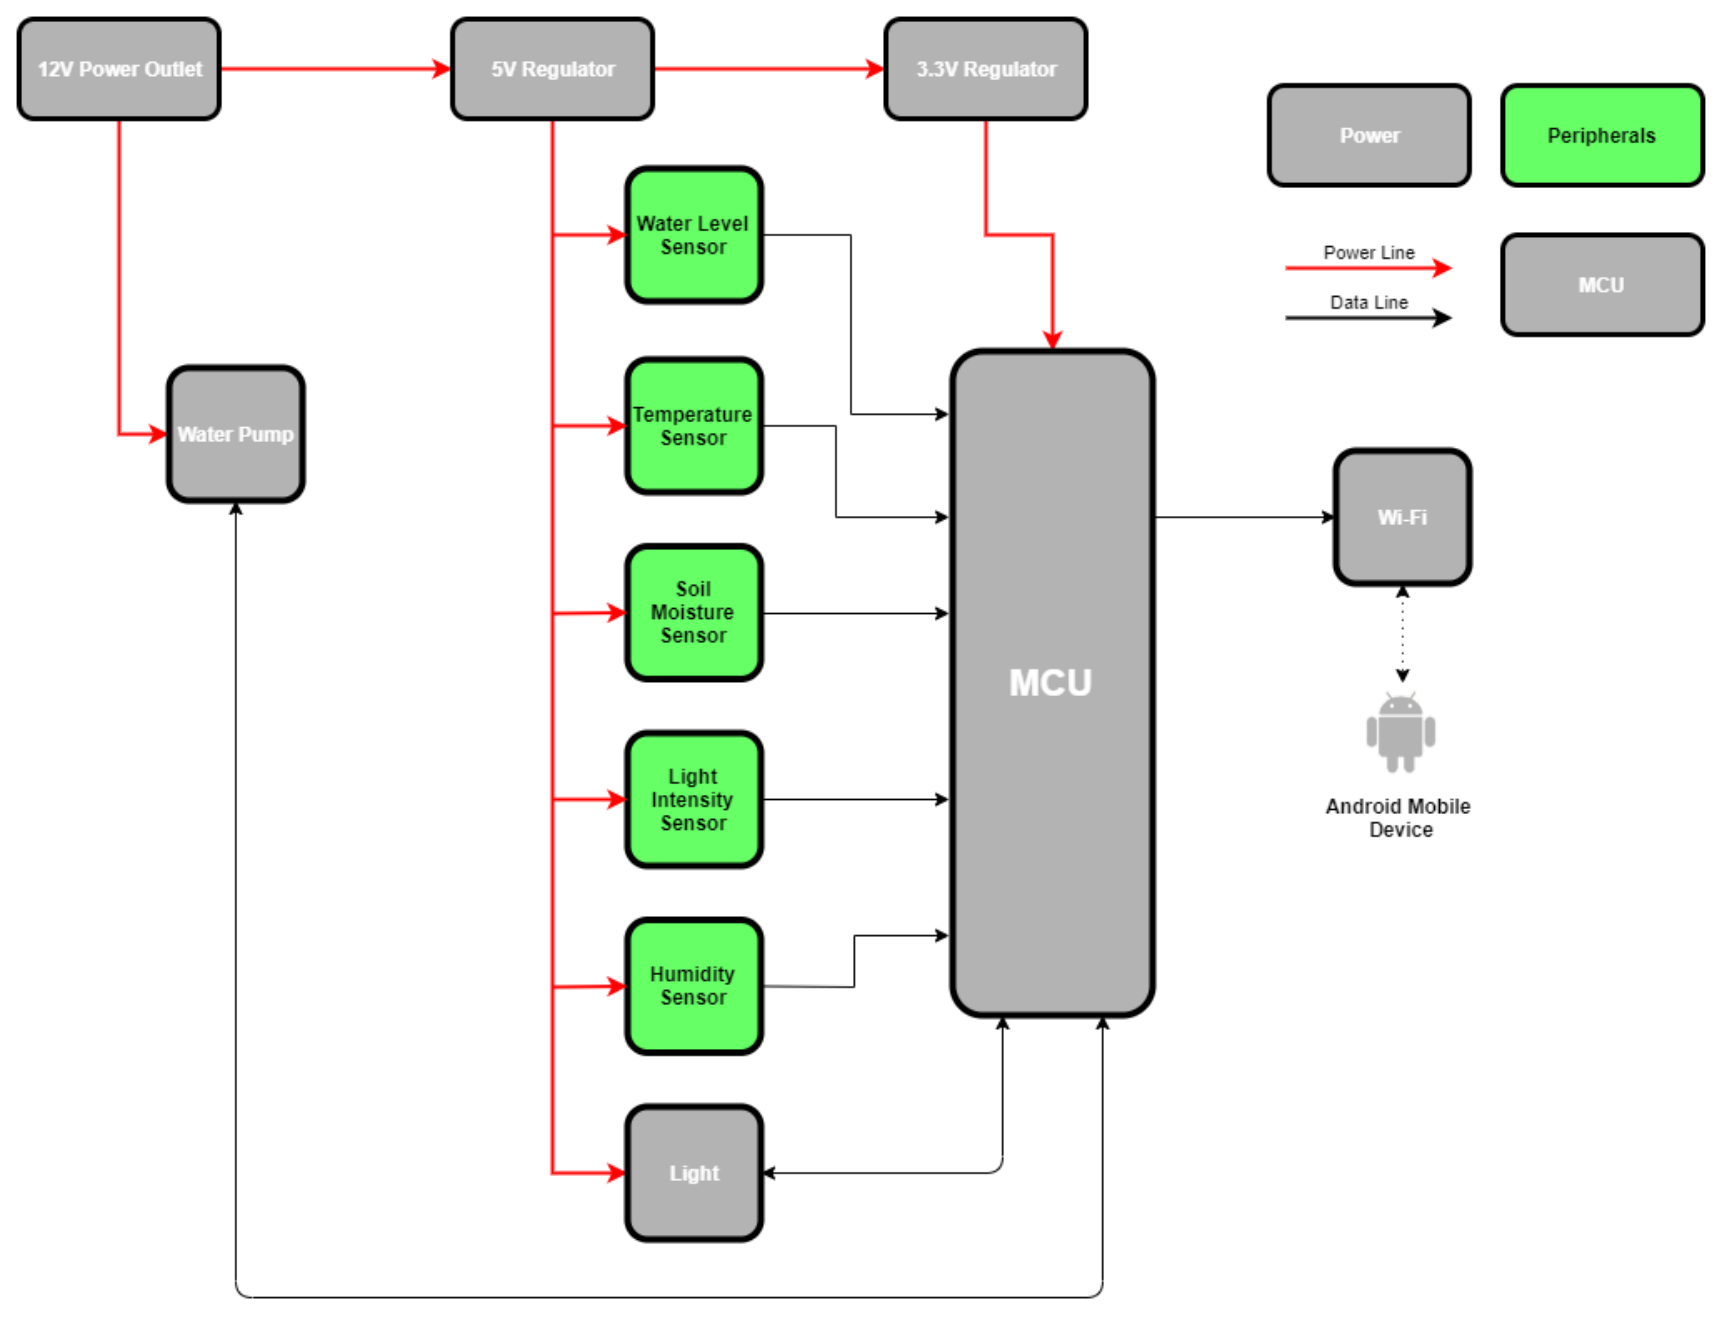 12V Power Outlet
5V Regulator
3.3V Regulator
Power
Peripherals
Water Level
Sensor
Power Line
Data Line
MCU
Temperature
Sensor
Water Pump
Wi-Fi
Soil
Moisture
Sensor
MCU
Light
Intensity
Sensor
Android Mobile
Device
Humidity
Sensor
Light